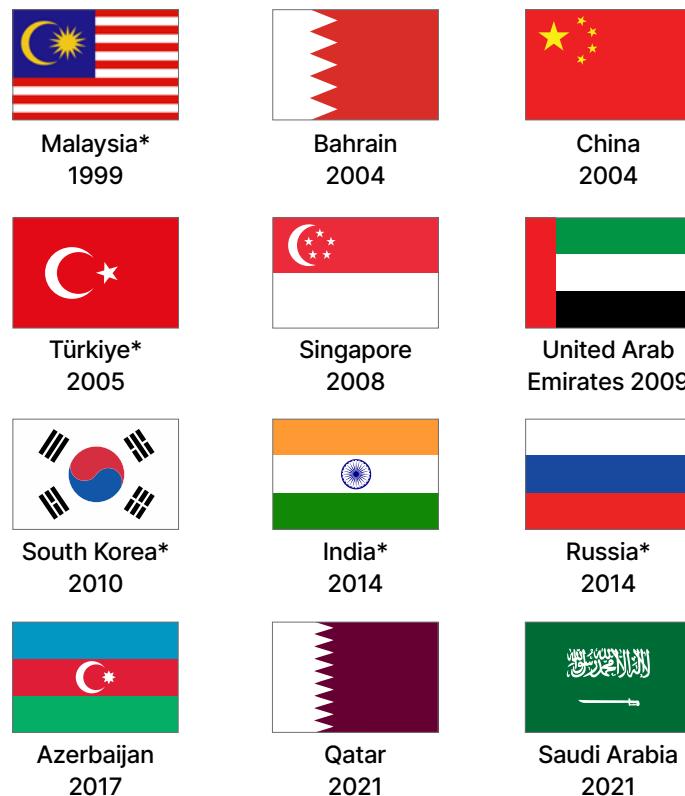 Malaysia*
1999
Bahrain
2004
China
2004
Türkiye*
2005
Singapore
2008
United Arab
Emirates 2009
South Korea*
2010
India*
2014
Russia*
2014
Azerbaijan
2017
Qatar
2021
Saudi Arabia
2021